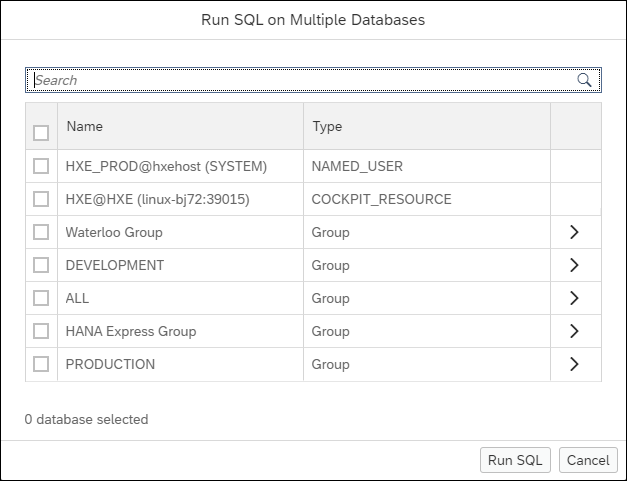 Run SQL on Multiple Databases
Search
Name Type
HXE_PROD@hxehost (SYSTEM) NAMED_USER
HXE@HXE (linux-bj72:39015) COCKPIT_RESOURCE
Waterloo Group Group
DEVELOPMENT Group
ALL Group
HANA Express Group Group
PRODUCTION Group
0 database selected
Run SQL Cancel